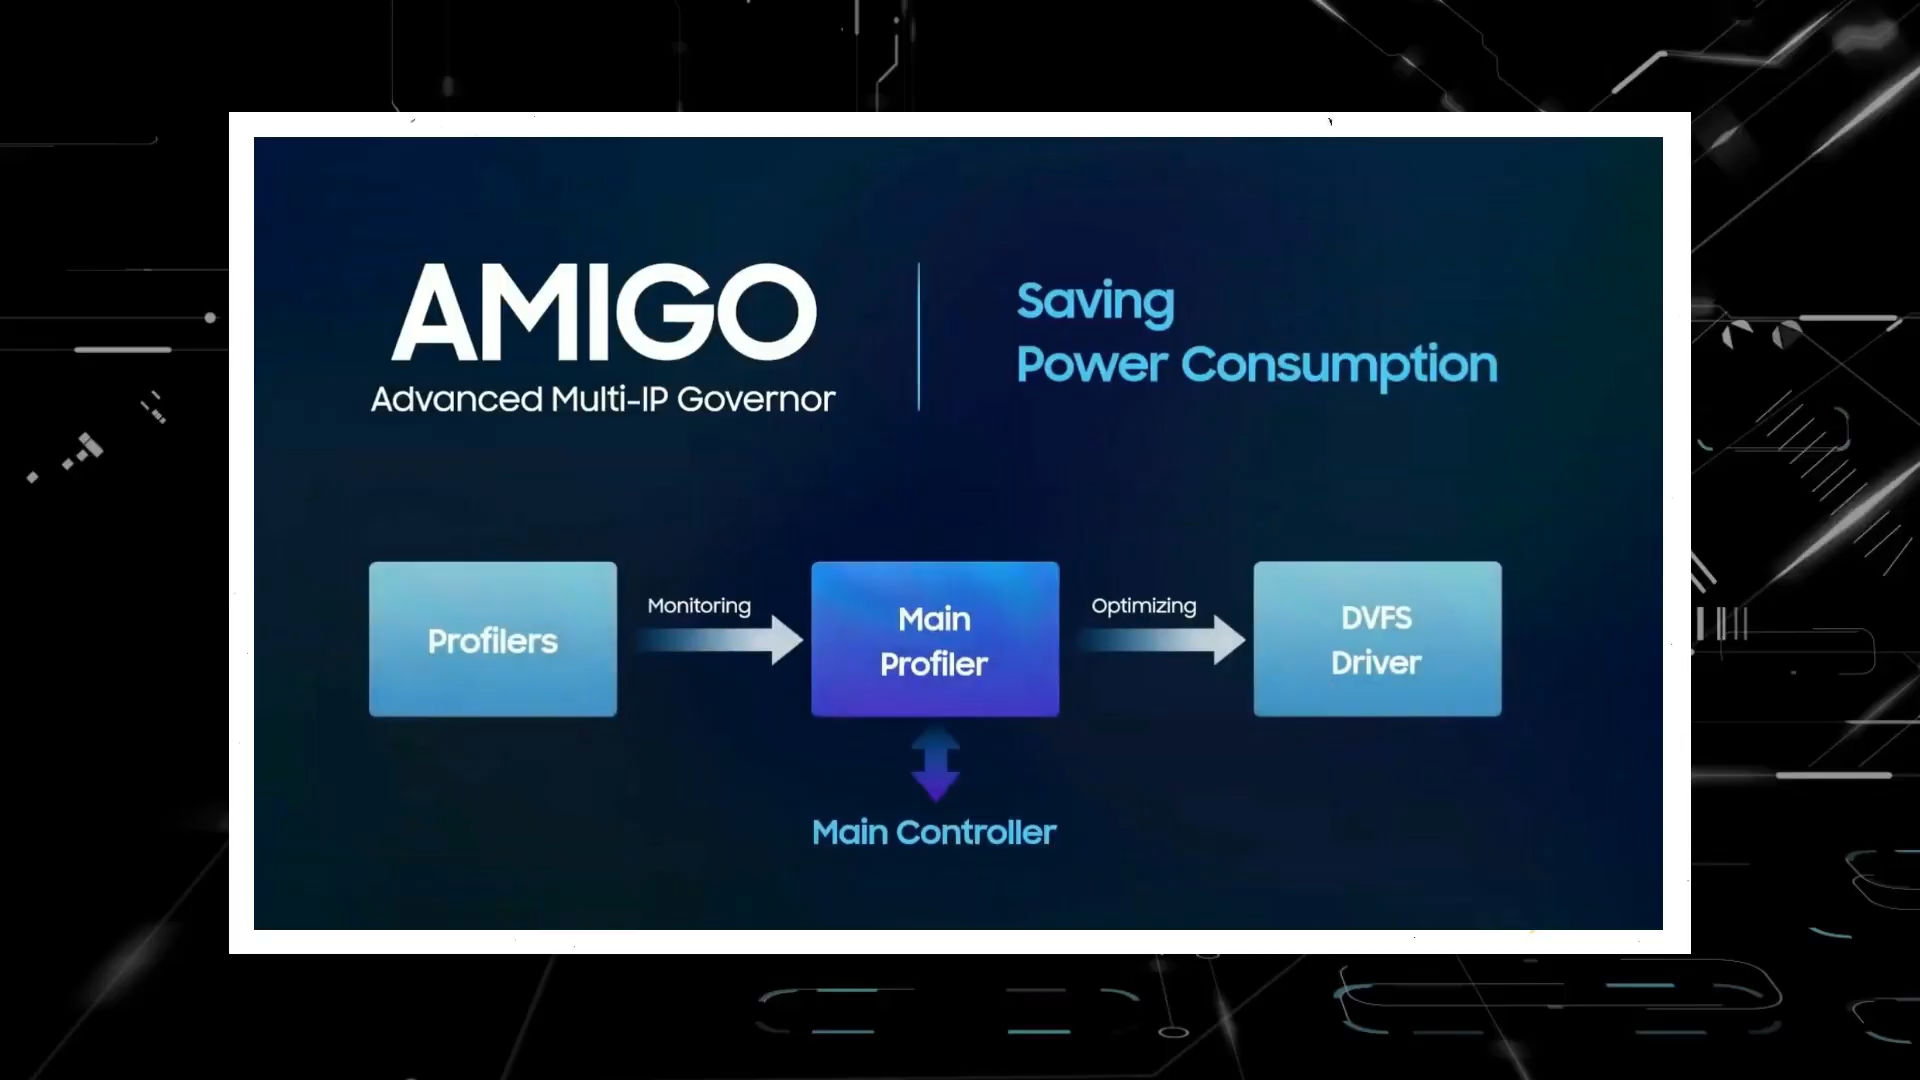 AMIGO
Advanced Multi-IP Governor
Saving
Power Consumption
Profilers
Monitoring
Main
Profiler
Optimizing
DVFS
Driver
Main Controller